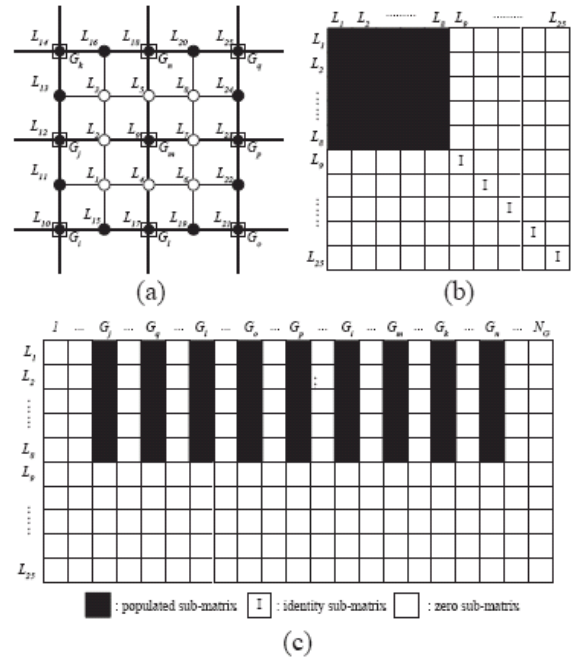 L14 L16 L18 L20 L25
Gk Gn Gq
L13 L3 L5 L8 L24
L12 L2 L9 L7
Gj Gm Gp
L11 L1 L4 L6 L22
L10 L15 L17 L19
Gi Gl Go
(a)
L1 L2 ........ L8 L9 ........ L25
L1
L2
L8
L9 I
I
I
I
L25 I
(b)
1 ... Gj ... Gq ... Gl ... Go ... Gp ... Gi ... Gm ... Gk ... Gn ... NG
L1
L2
:
L8
L9
L25
: populated sub-matrix I : identity sub-matrix : zero sub-matrix
(c)